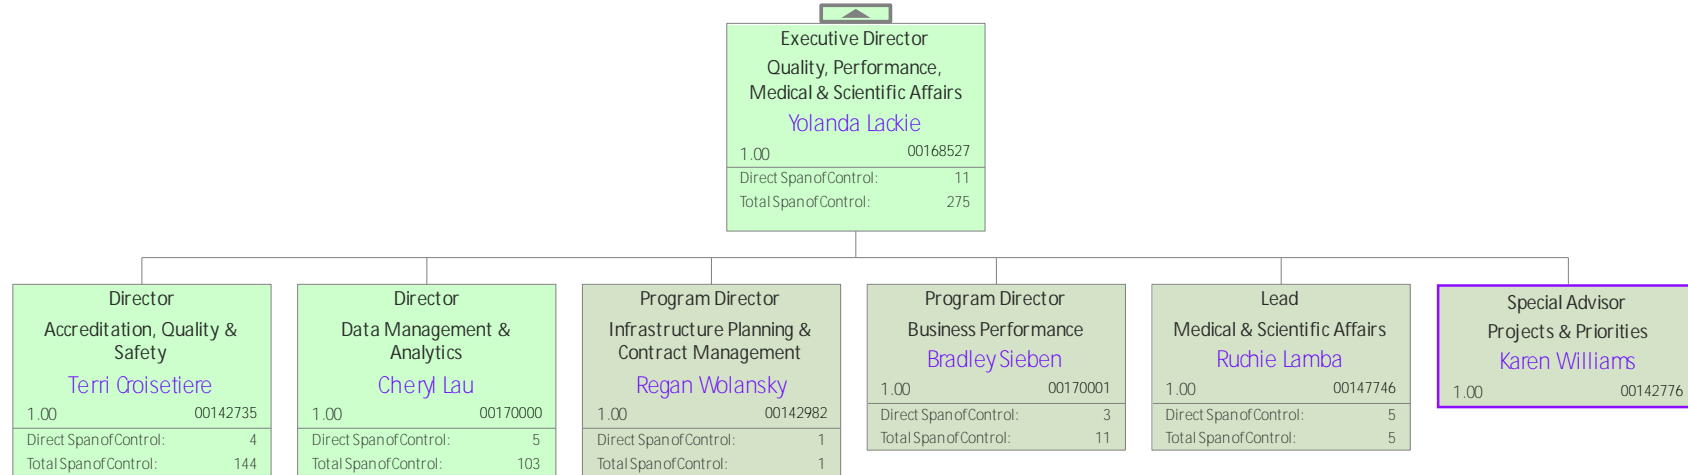 Executive Director
Quality, Performance,
Medical & Scientific Affairs
Yolanda Lackie
1.00 00168527
Direct Span of Control: 11
Total Span of Control: 275
Director
Accreditation, Quality &
Safety
Terri Croisetiere
1.00 00142735
Direct Span of Control: 4
Total Span of Control: 144
Director
Data Management &
Analytics
Cheryl Lau
1.00 00170000
Direct Span of Control: 5
Total Span of Control: 103
Program Director
Infrastructure Planning &
Contract Management
Regan Wolansky
1.00 00142982
Direct Span of Control: 1
Total Span of Control: 1
Program Director
Business Performance
Bradley Sieben
1.00 00170001
Direct Span of Control: 3
Total Span of Control: 11
Lead
Medical & Scientific Affairs
Ruchie Lamba
1.00 00147746
Direct Span of Control: 5
Total Span of Control: 5
Special Advisor
Projects & Priorities
Karen Williams
1.00 00142776